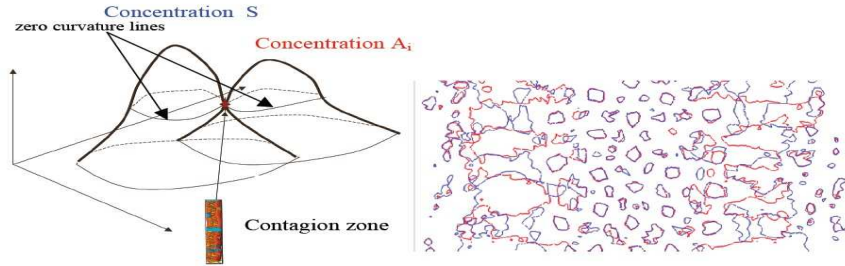 Concentration S
zero curvature lines
Concentration Ai
Contagion zone